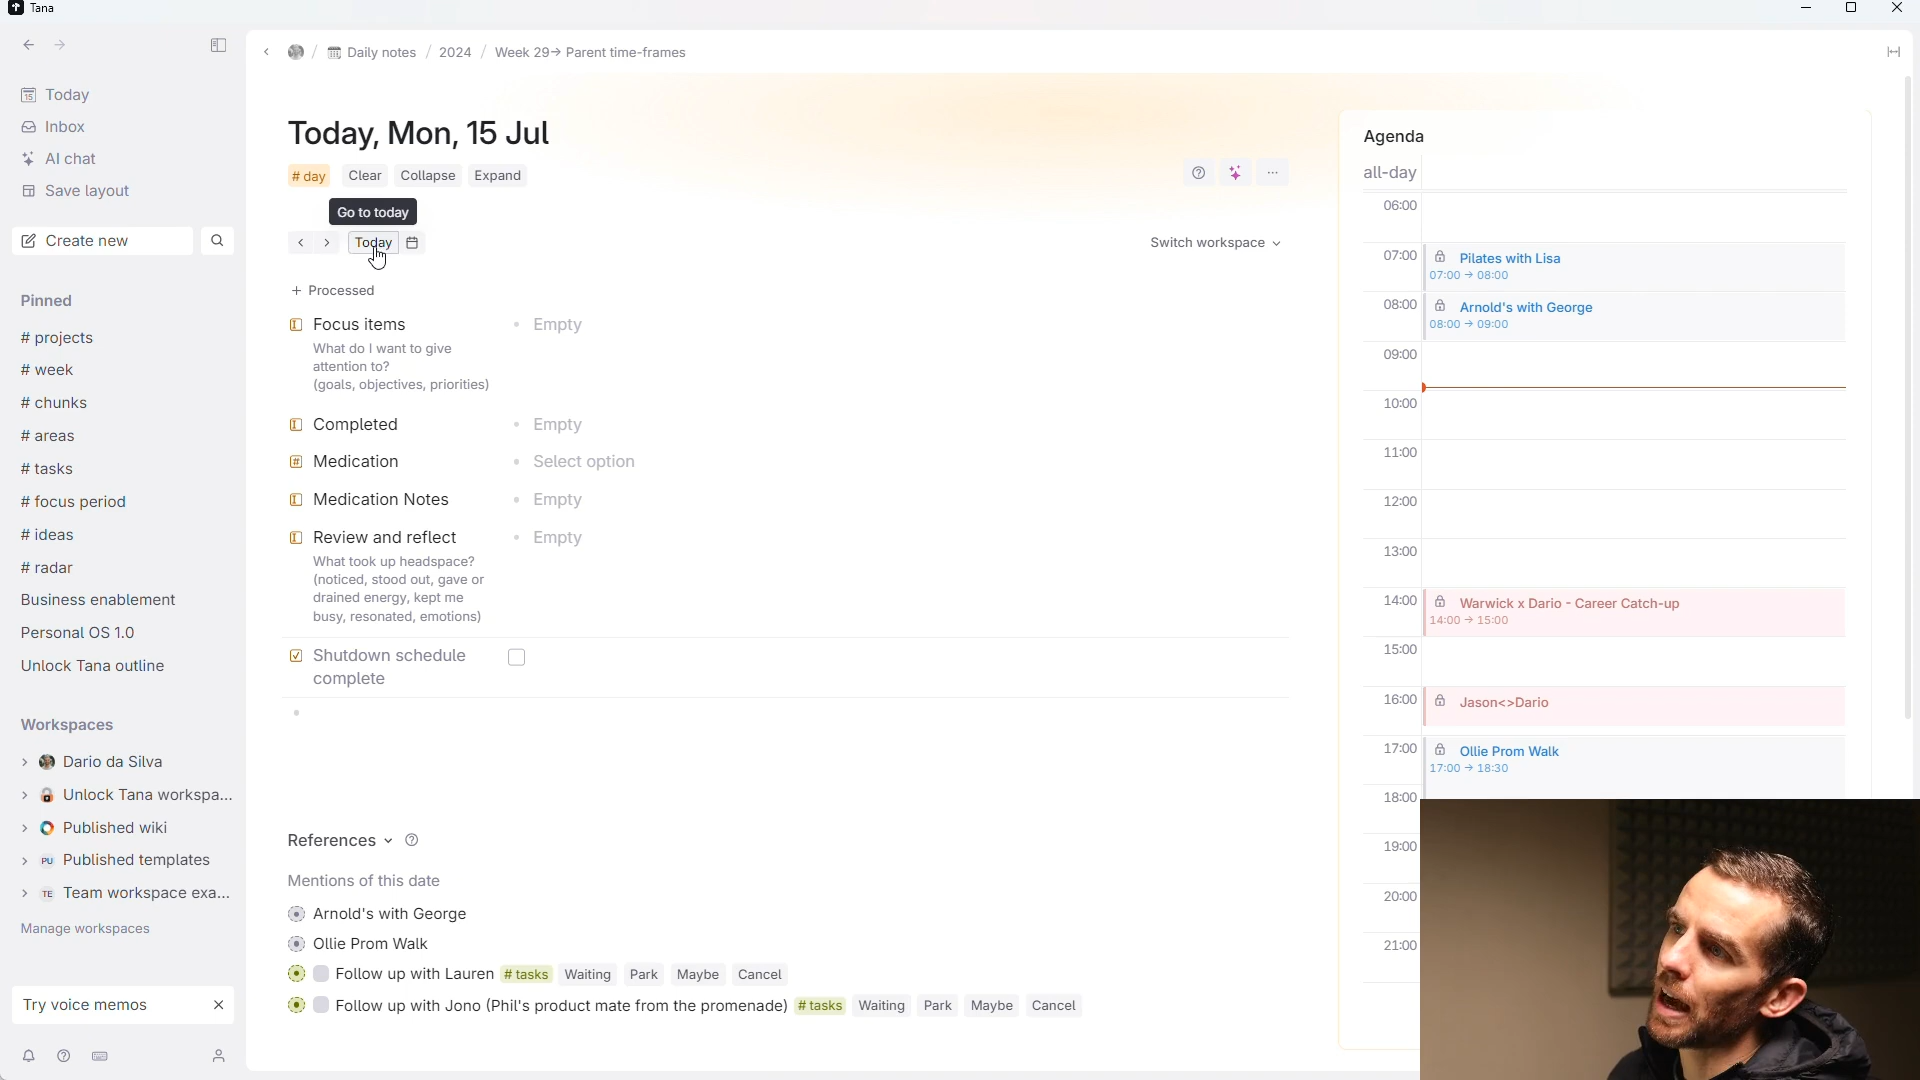 Tana
Daily notes / 2024 / Week 29→ Parent time-frames
Today
Inbox
AI chat
Save layout
Create new
Pinned
# projects
# week
# chunks
# areas
# tasks
# focus period
# ideas
# radar
Business enablement
Personal OS 1.0
Unlock Tana outline
Workspaces
Dario da Silva
Unlock Tana workspa...
Published wiki
PU Published templates
TE Team workspace exa...
Manage workspaces
Try voice memos
Today, Mon, 15 Jul
# day Clear Collapse Expand
Go to today
Today
Switch workspace
+ Processed
Focus items Empty
What do I want to give
attention to?
(goals, objectives, priorities)
Completed Empty
Medication Select option
Medication Notes Empty
Review and reflect Empty
What took up headspace?
(noticed, stood out, gave or
drained energy, kept me
busy, resonated, emotions)
Shutdown schedule
complete
References
Mentions of this date
Arnold's with George
Ollie Prom Walk
Follow up with Lauren # tasks Waiting Park Maybe Cancel
Follow up with Jono (Phil's product mate from the promenade) # tasks Waiting Park Maybe Cancel
Agenda
all-day
06:00
07:00 Pilates with Lisa
07:00 → 08:00
08:00 Arnold's with George
08:00 → 09:00
09:00
10:00
11:00
12:00
13:00
14:00 Warwick x Dario - Career Catch-up
14:00 → 15:00
15:00
16:00 Jason<>Dario
17:00 Ollie Prom Walk
17:00 → 18:30
18:00
19:00
20:00
21:00